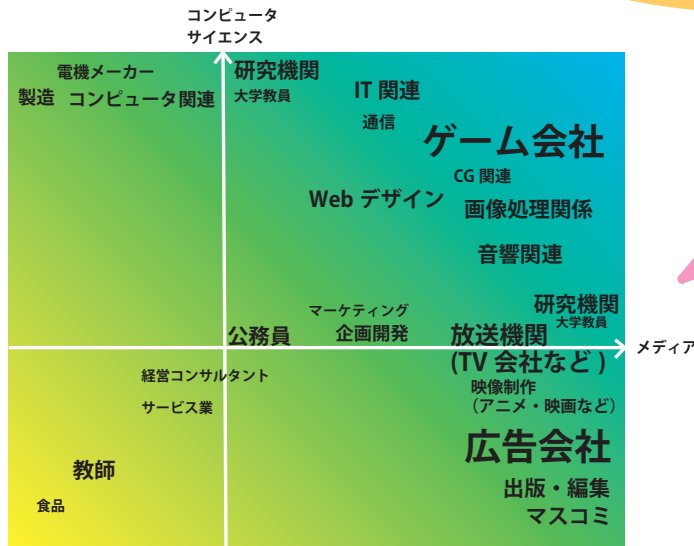 コンピュータ
サイエンス
電機メーカー
製造 コンピュータ関連
研究機関
大学教員
IT 関連
通信
ゲーム会社
CG 関連
Web デザイン
画像処理関係
音響関連
研究機関
大学教員
マーケティング
企画開発
公務員
放送機関
(TV 会社など )
メディア
経営コンサルタント
サービス業
映像制作
（アニメ・映画など）
広告会社
教師
食品
出版・編集
マスコミ